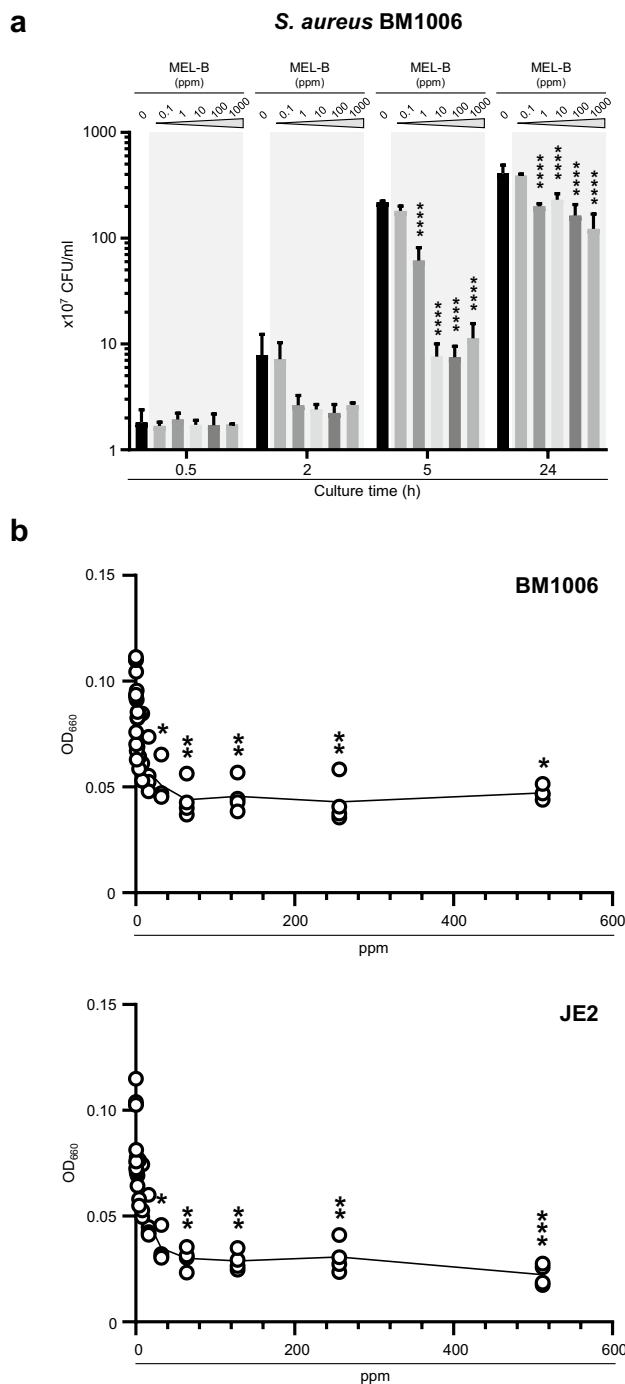 a
S. aureus BM1006
MEL-B MEL-B MEL-B MEL-B
(ppm) (ppm) (ppm) (ppm)
0 0.1 1 10 100 1000 0 0.1 1 10 100 1000 0 0.1 1 10 100 1000 0 0.1 1 10 100 1000
1000
100
10
1
x10⁷ CFU/ml
**** **** **** **** **** **** **** ****
0.5 2 5 24
Culture time (h)
b
BM1006
0.15
0.10
0.05
0
OD₆₆₀
* ** ** ** *
0 200 400 600
ppm
JE2
0.15
0.10
0.05
0
OD₆₆₀
* ** ** ** ***
0 200 400 600
ppm